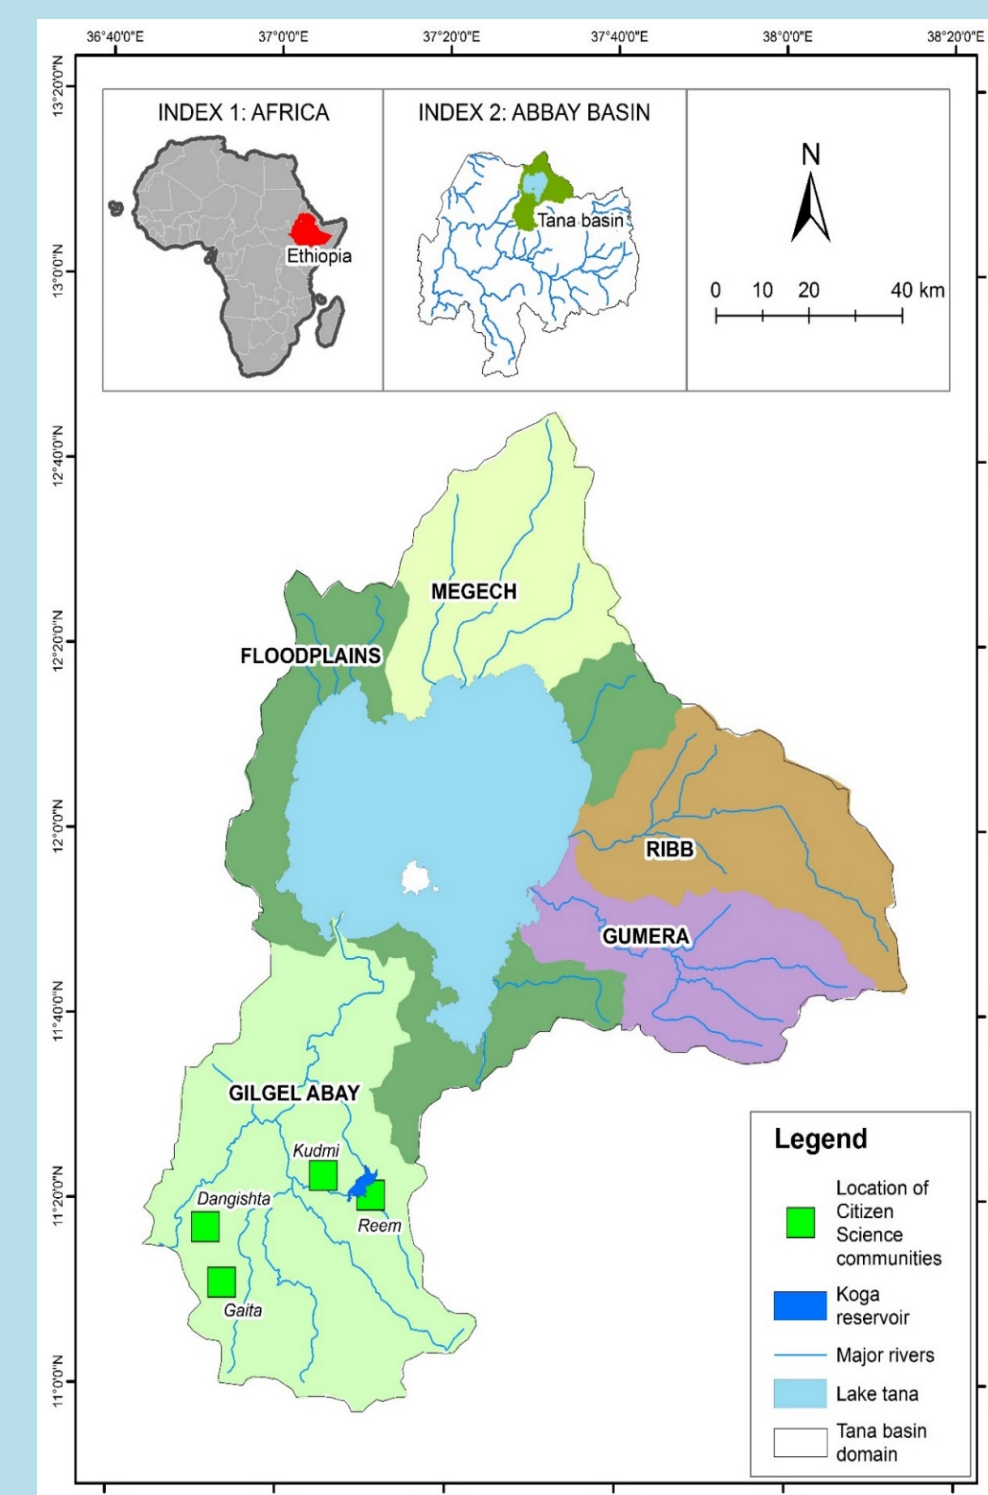 36°40'0"E 37°0'0"E 37°20'0"E 37°40'0"E 38°0'0"E 38°20'0"E
13°20'0"N
13°0'0"N
12°40'0"N
12°20'0"N
12°0'0"N
11°40'0"N
11°20'0"N
11°0'0"N
INDEX 1: AFRICA
Ethiopia
INDEX 2: ABBAY BASIN
Tana basin
N
0 10 20 40 km
MEGECH
FLOODPLAINS
RIBB
GUMERA
GILGEL ABAY
Kudmi
Dangishta
Reem
Gaita
Legend
Location of
Citizen
Science
communities
Koga
reservoir
Major rivers
Lake tana
Tana basin
domain